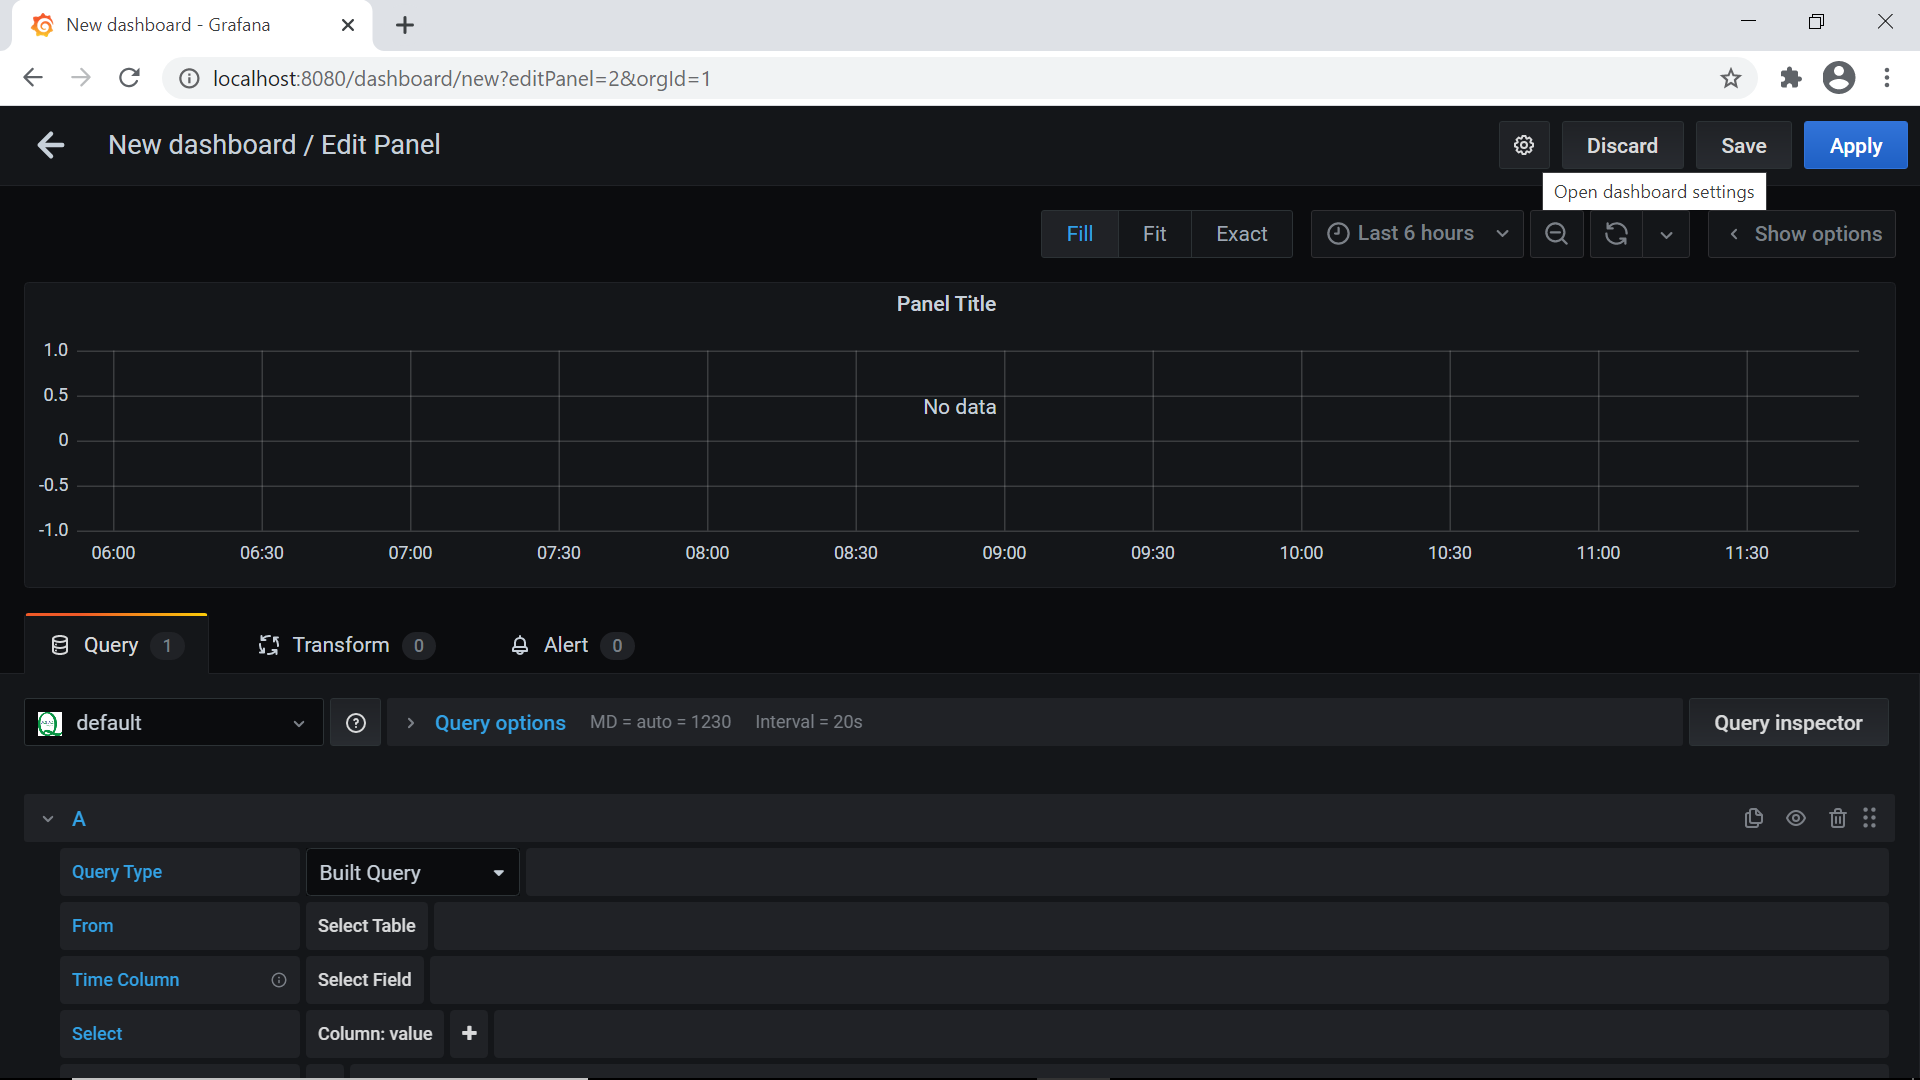 New dashboard - Grafana
localhost:8080/dashboard/new?editPanel=2&orgId=1
New dashboard / Edit Panel
Discard
Save
Apply
Open dashboard settings
Fill
Fit
Exact
Last 6 hours
Show options
Panel Title
1.0
0.5
No data
0
-0.5
-1.0
06:00 06:30 07:00 07:30 08:00 08:30 09:00 09:30 10:00 10:30 11:00 11:30
Query 1
Transform 0
Alert 0
default
Query options MD = auto = 1230 Interval = 20s
Query inspector
A
Query Type Built Query
From Select Table
Time Column Select Field
Select Column: value